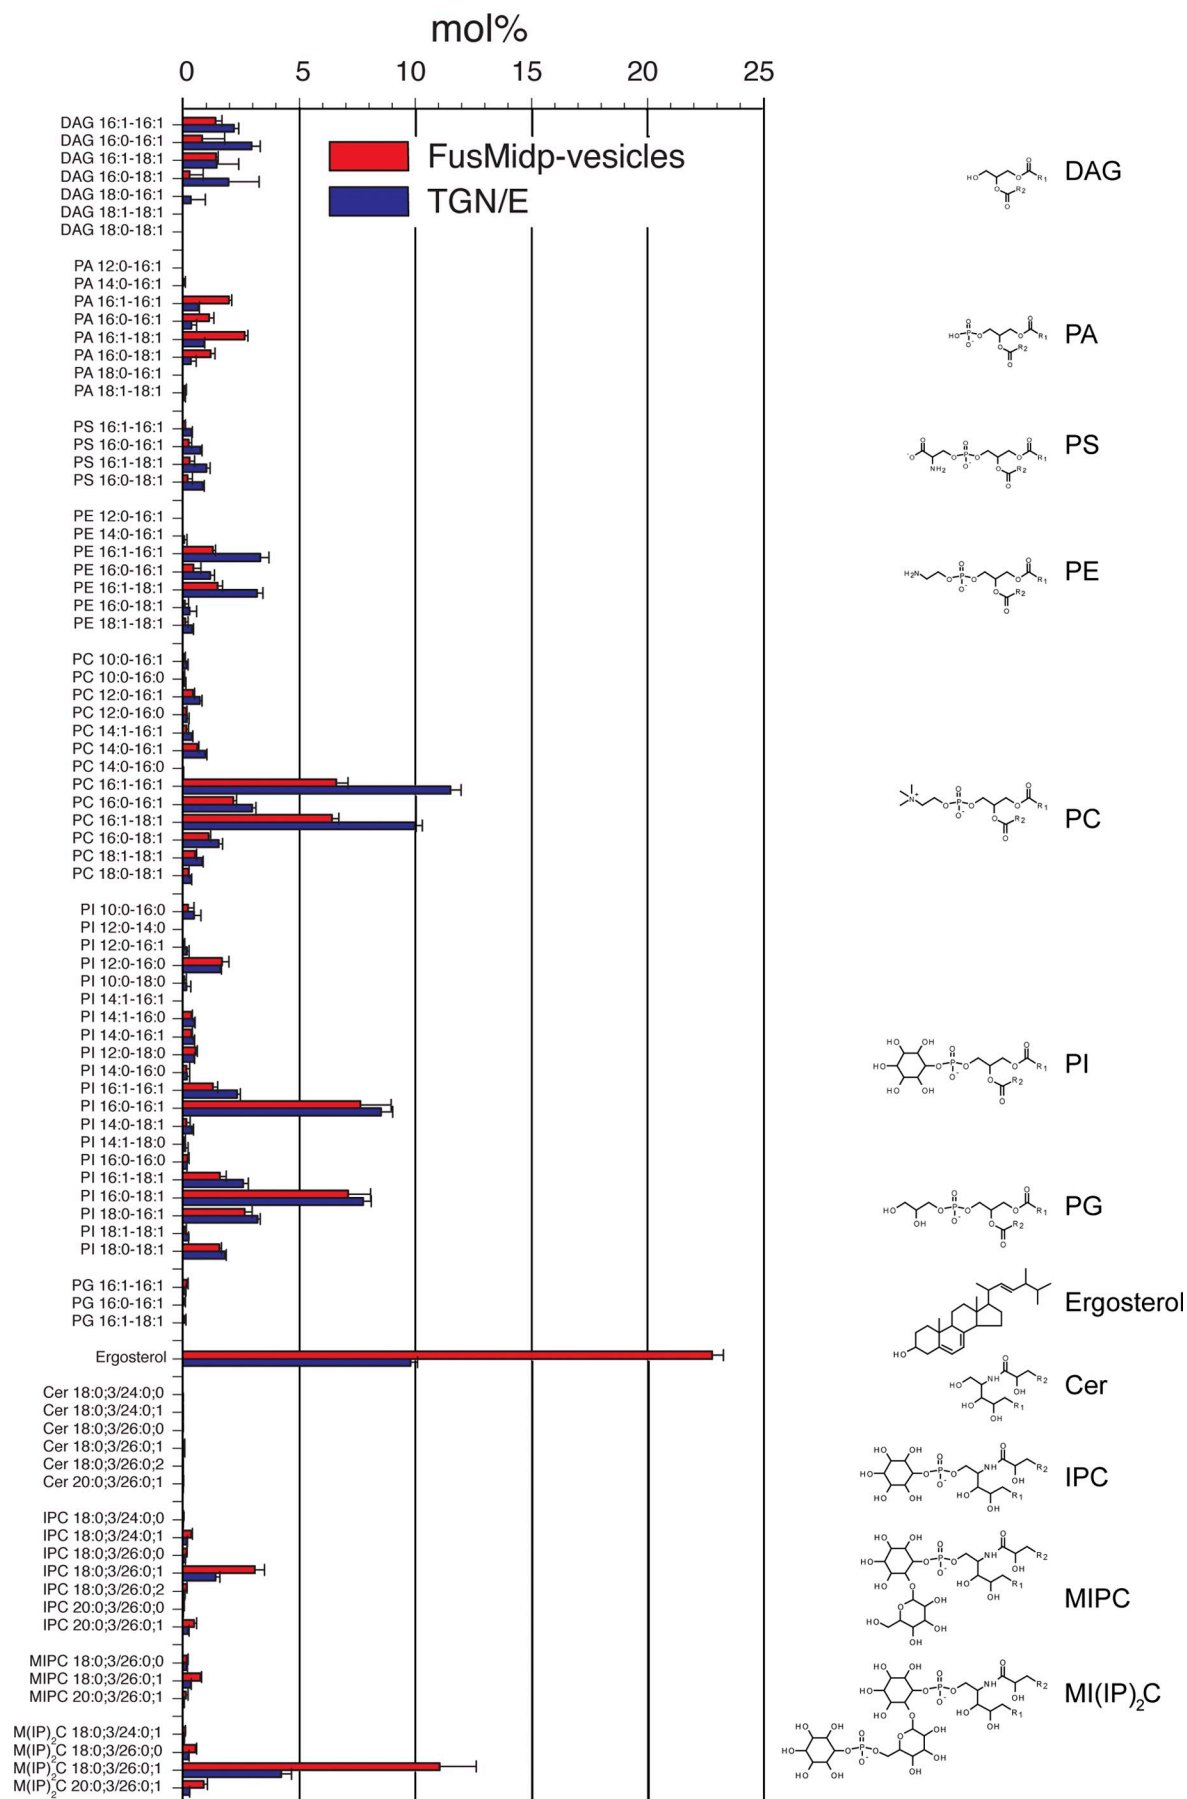 mol%
0 5 10 15 20 25
FusMidp-vesicles
TGN/E
DAG 16:1-16:1
DAG 16:0-16:1
DAG 16:1-18:1
DAG 16:0-18:1
DAG 18:0-16:1
DAG 18:1-18:1
DAG 18:0-18:1
PA 12:0-16:1
PA 14:0-16:1
PA 16:1-16:1
PA 16:0-16:1
PA 16:1-18:1
PA 16:0-18:1
PA 18:0-16:1
PA 18:1-18:1
PS 16:1-16:1
PS 16:0-16:1
PS 16:1-18:1
PS 16:0-18:1
PE 12:0-16:1
PE 14:0-16:1
PE 16:1-16:1
PE 16:0-16:1
PE 16:1-18:1
PE 16:0-18:1
PE 18:1-18:1
PC 10:0-16:1
PC 10:0-16:0
PC 12:0-16:1
PC 12:0-16:0
PC 14:1-16:1
PC 14:0-16:1
PC 14:0-16:0
PC 16:1-16:1
PC 16:0-16:1
PC 16:1-18:1
PC 16:0-18:1
PC 18:1-18:1
PC 18:0-18:1
PI 10:0-16:0
PI 12:0-14:0
PI 12:0-16:1
PI 12:0-16:0
PI 10:0-18:0
PI 14:1-16:1
PI 14:1-16:0
PI 14:0-16:1
PI 12:0-18:0
PI 14:0-16:0
PI 16:1-16:1
PI 16:0-16:1
PI 14:0-18:1
PI 14:1-18:0
PI 16:0-16:0
PI 16:1-18:1
PI 16:0-18:1
PI 18:0-16:1
PI 18:1-18:1
PI 18:0-18:1
PG 16:1-16:1
PG 16:0-16:1
PG 16:1-18:1
Ergosterol
Cer 18:0;3/24:0;0
Cer 18:0;3/24:0;1
Cer 18:0;3/26:0;0
Cer 18:0;3/26:0;1
Cer 18:0;3/26:0;2
Cer 20:0;3/26:0;1
IPC 18:0;3/24:0;0
IPC 18:0;3/24:0;1
IPC 18:0;3/26:0;0
IPC 18:0;3/26:0;1
IPC 18:0;3/26:0;2
IPC 20:0;3/26:0;0
IPC 20:0;3/26:0;1
MIPC 18:0;3/26:0;0
MIPC 18:0;3/26:0;1
MIPC 20:0;3/26:0;1
M(IP)₂C 18:0;3/24:0;1
M(IP)₂C 18:0;3/26:0;0
M(IP)₂C 18:0;3/26:0;1
M(IP)₂C 20:0;3/26:0;1
DAG
PA
PS
PE
PC
PI
PG
Ergosterol
Cer
IPC
MIPC
MI(IP)₂C